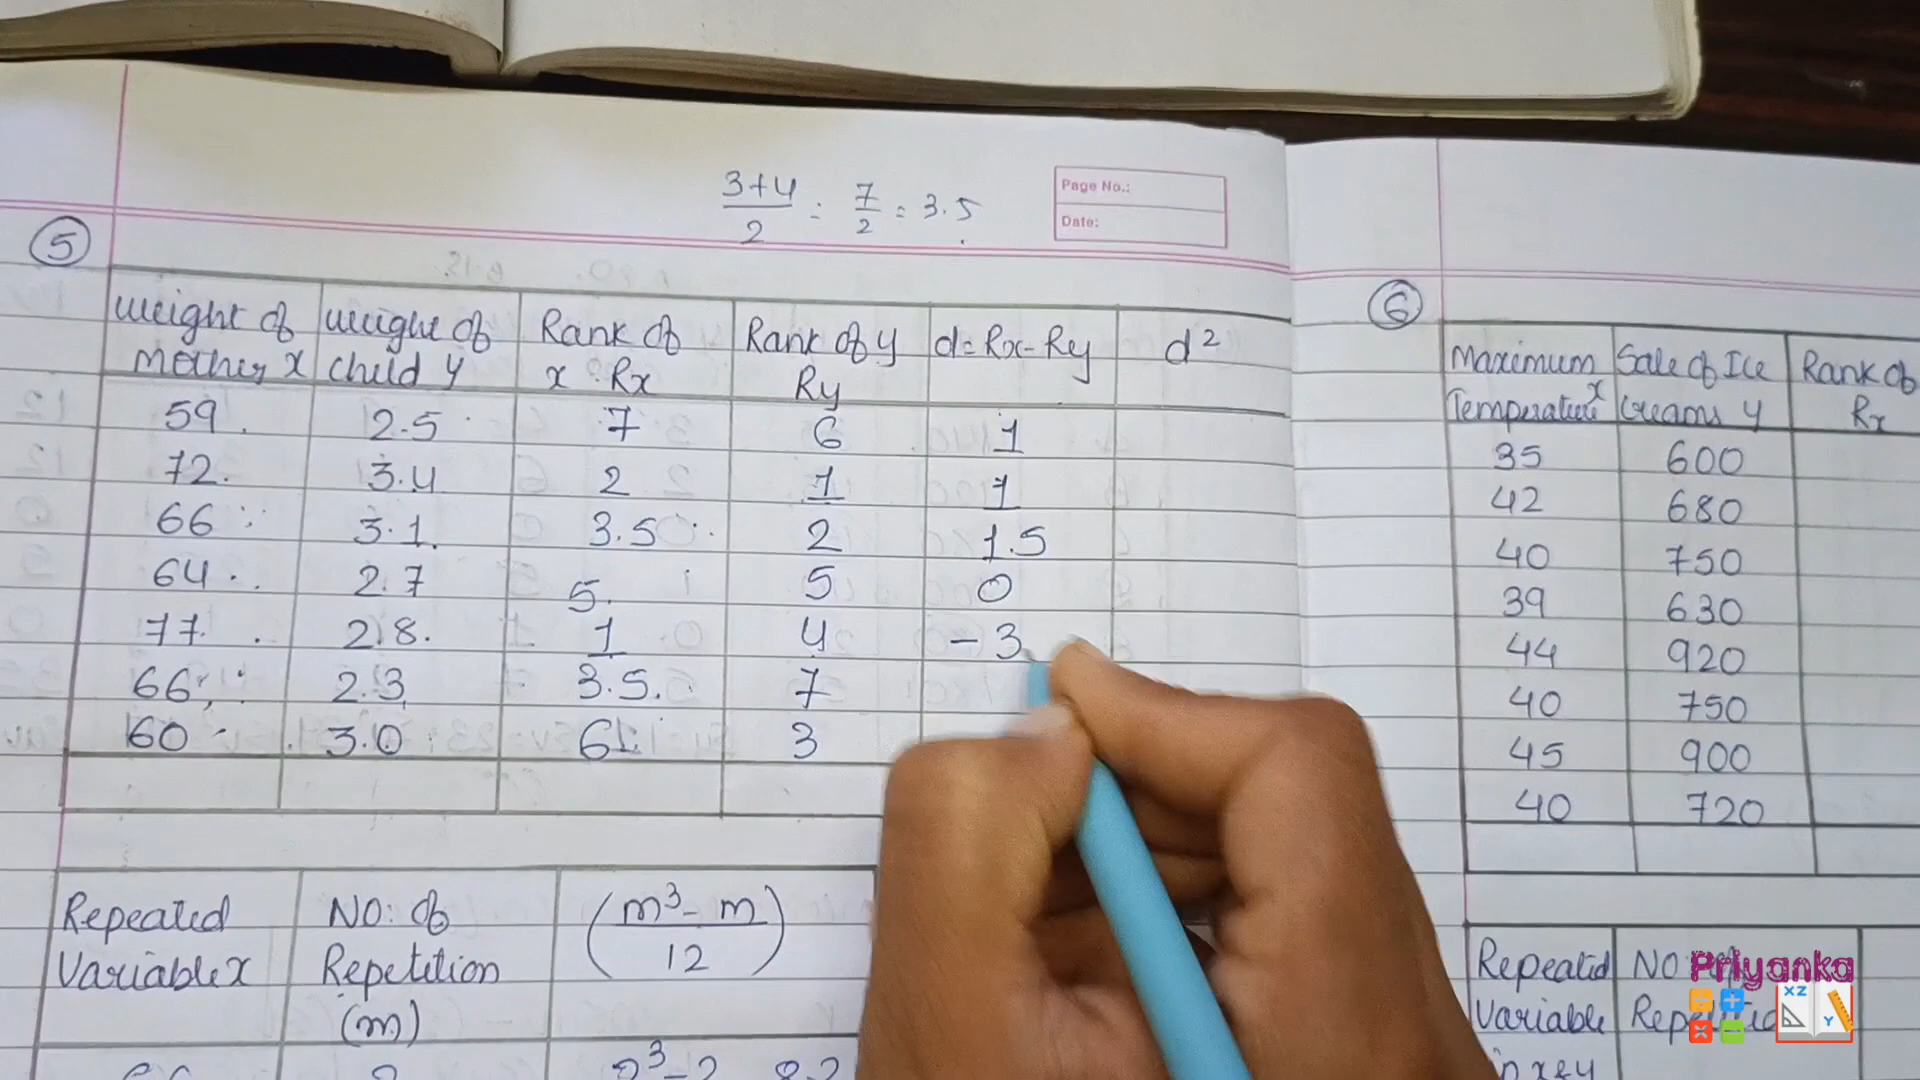 3+4/2 = 7/2 = 3.5
Page No.:
Date:
5
Weight of mother x | Weight of child y | Rank of x Rx | Rank of y Ry | d=Rx-Ry | d²
59 | 2.5 | 7 | 6 | 1
72 | 3.4 | 2 | 1 | 1
66 | 3.1 | 3.5 | 2 | 1.5
64 | 2.7 | 5 | 5 | 0
77 | 2.8 | 1 | 4 | -3
66 | 2.3 | 3.5 | 7
60 | 3.0 | 6 | 3
Repeated Variable x | NO: of Repetition (m) | (m³- m/12)
6
Maximum Temperature x | Sale of Ice Creams y | Rank of Rx
35 | 600
42 | 680
40 | 750
39 | 630
44 | 920
40 | 750
45 | 900
40 | 720
Repeated Variable in x & y | NO
Priyanka